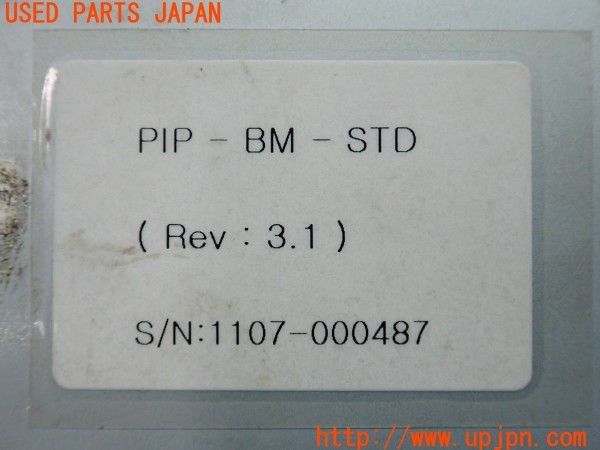 USED PARTS JAPAN
PIP - BM - STD
( Rev : 3.1 )
S/N:1107-000487
http://www.upjpn.com